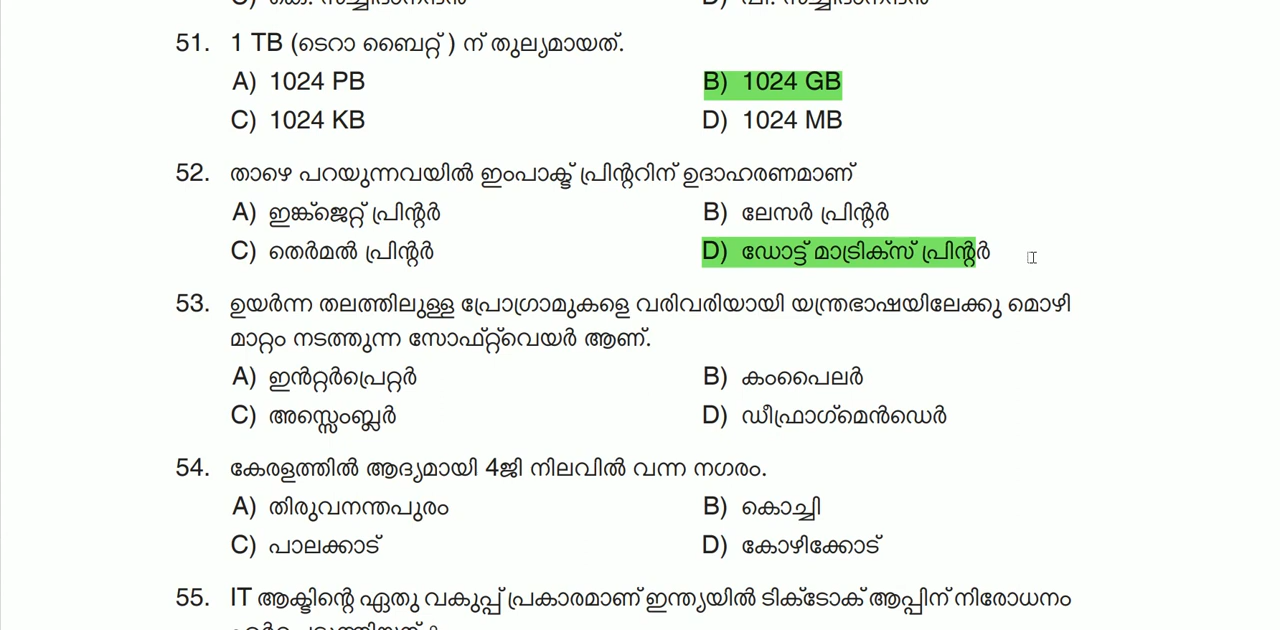 51. 1 TB (ടെറാ ബൈറ്റ് ) ന് തുല്യമായത്.
A) 1024 PB B) 1024 GB
C) 1024 KB D) 1024 MB
52. താഴെ പറയുന്നവയിൽ ഇംപാക്ട് പ്രിന്ററിന് ഉദാഹരണമാണ്
A) ഇങ്ക്ജെറ്റ് പ്രിന്റർ B) ലേസർ പ്രിന്റർ
C) തെർമൽ പ്രിന്റർ D) ഡോട്ട് മാട്രിക്സ് പ്രിന്റർ
53. ഉയർന്ന തലത്തിലുള്ള പ്രോഗ്രാമുകളെ വരിവരിയായി യന്ത്രഭാഷയിലേക്കു മൊഴി
മാറ്റം നടത്തുന്ന സോഫ്റ്റ്‌വെയർ ആണ്.
A) ഇൻറ്റർപ്രെറ്റർ B) കംപൈലർ
C) അസ്സെംബ്ലർ D) ഡീഫ്രാഗ്മെൻഡെർ
54. കേരളത്തിൽ ആദ്യമായി 4ജി നിലവിൽ വന്ന നഗരം.
A) തിരുവനന്തപുരം B) കൊച്ചി
C) പാലക്കാട് D) കോഴിക്കോട്
55. IT ആക്ടിന്റെ ഏതു വകുപ്പ് പ്രകാരമാണ് ഇന്ത്യയിൽ ടിക്ടോക് ആപ്പിന് നിരോധനം